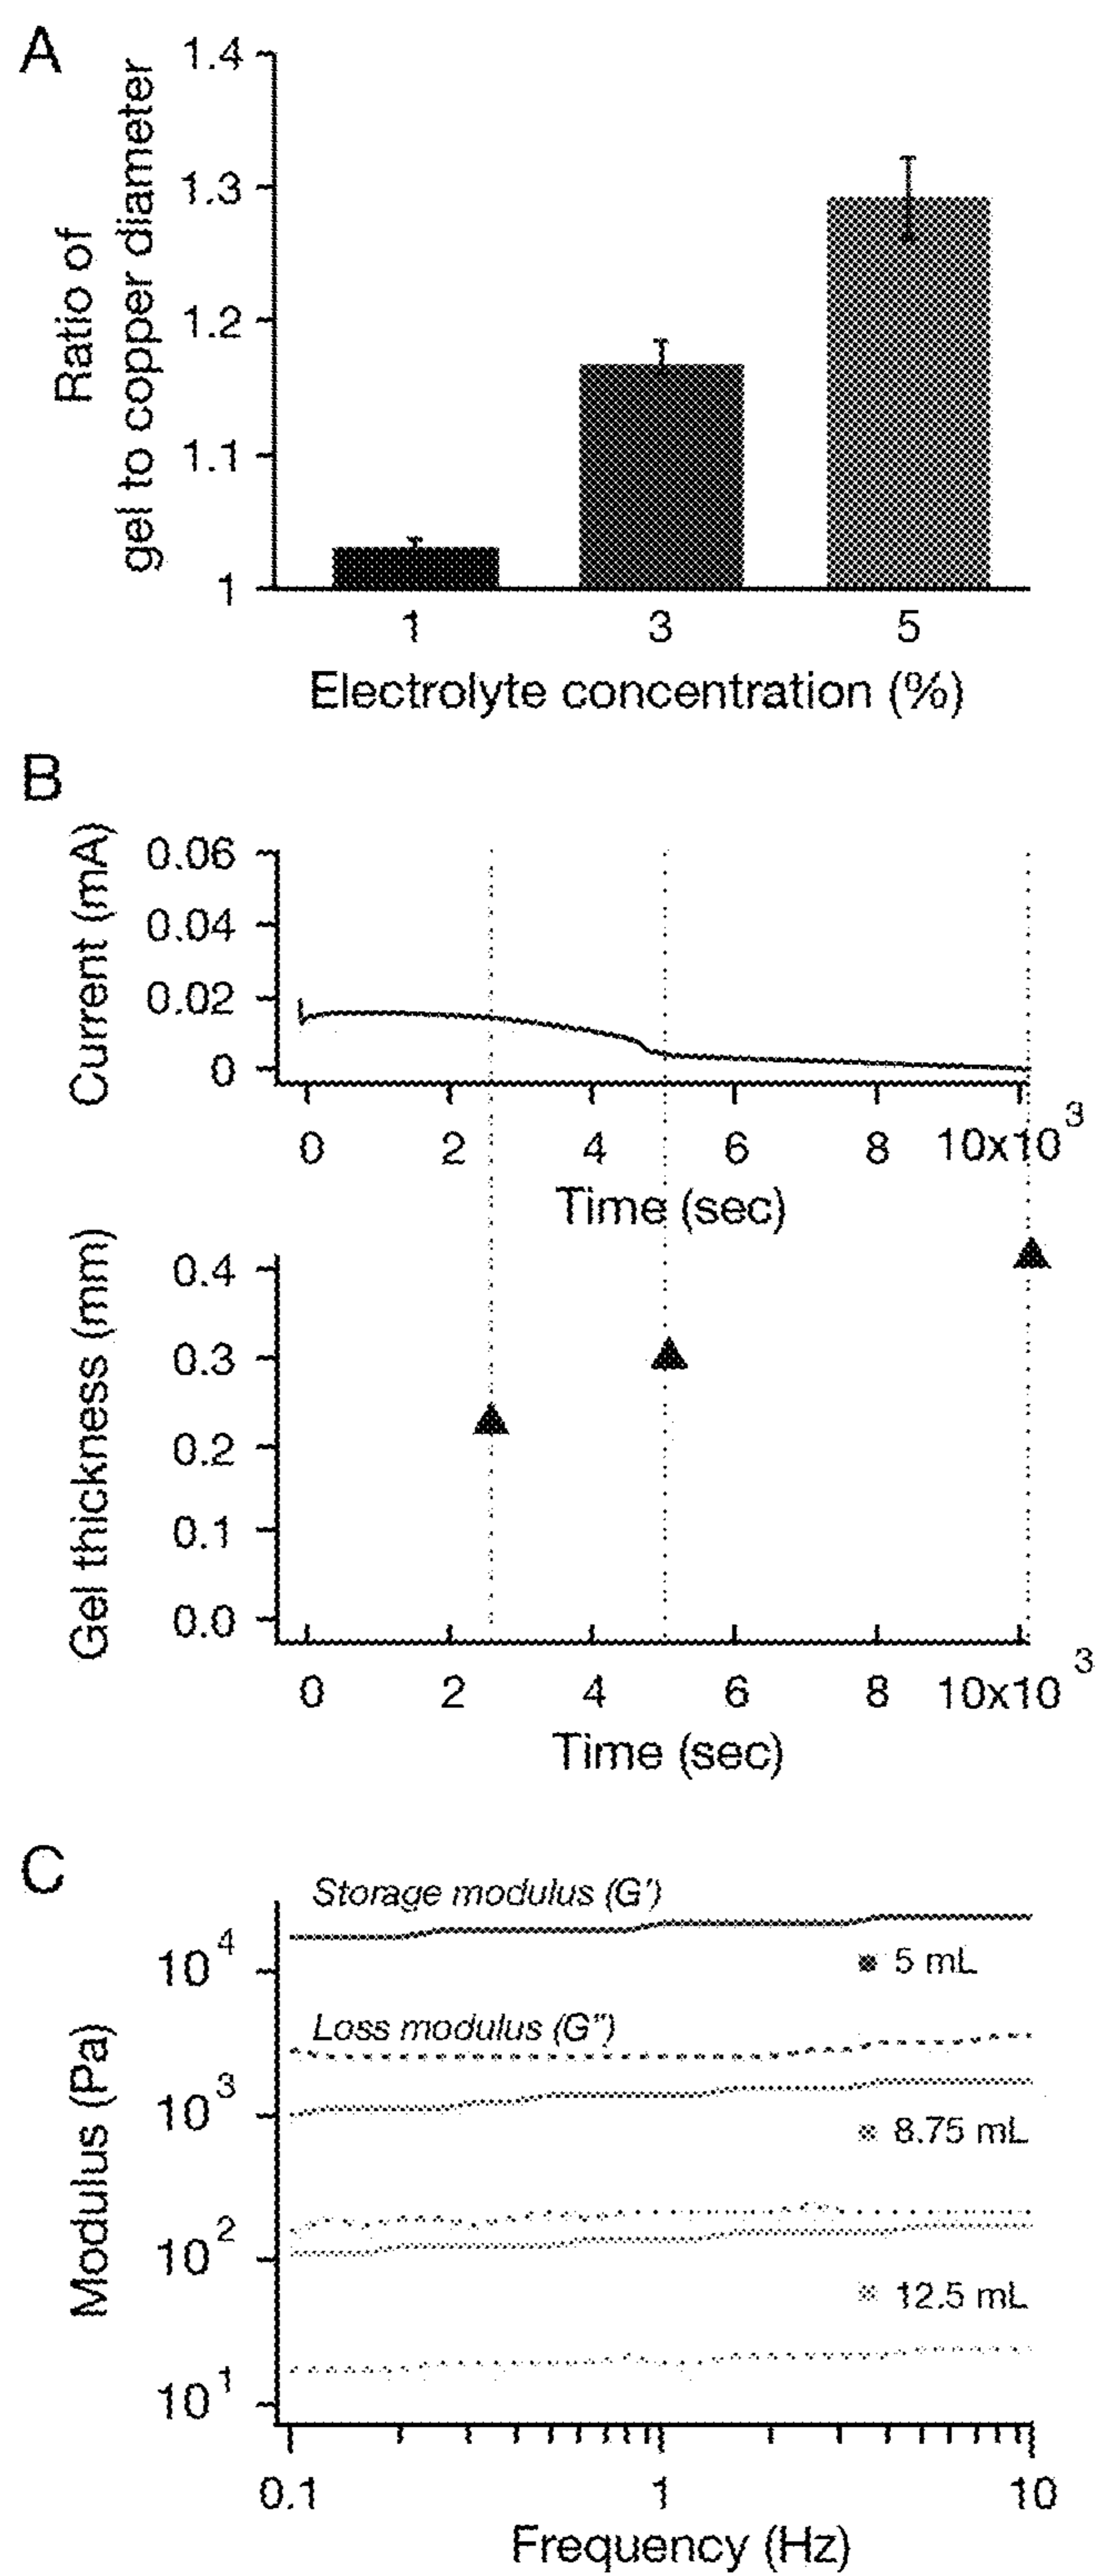 A
Ratio of
gel to copper diameter
1.4
1.3
1.2
1.1
1
1 3 5
Electrolyte concentration (%)
B
Current (mA)
0.06
0.04
0.02
0
0 2 4 6 8 10x10 3
Time (sec)
Gel thickness (mm)
0.4
0.3
0.2
0.1
0.0
0 2 4 6 8 10x10 3
Time (sec)
C
Modulus (Pa)
Storage modulus (G')
10 4
5 mL
Loss modulus (G")
10 3
8.75 mL
10 2
12.5 mL
10 1
0.1 1 10
Frequency (Hz)